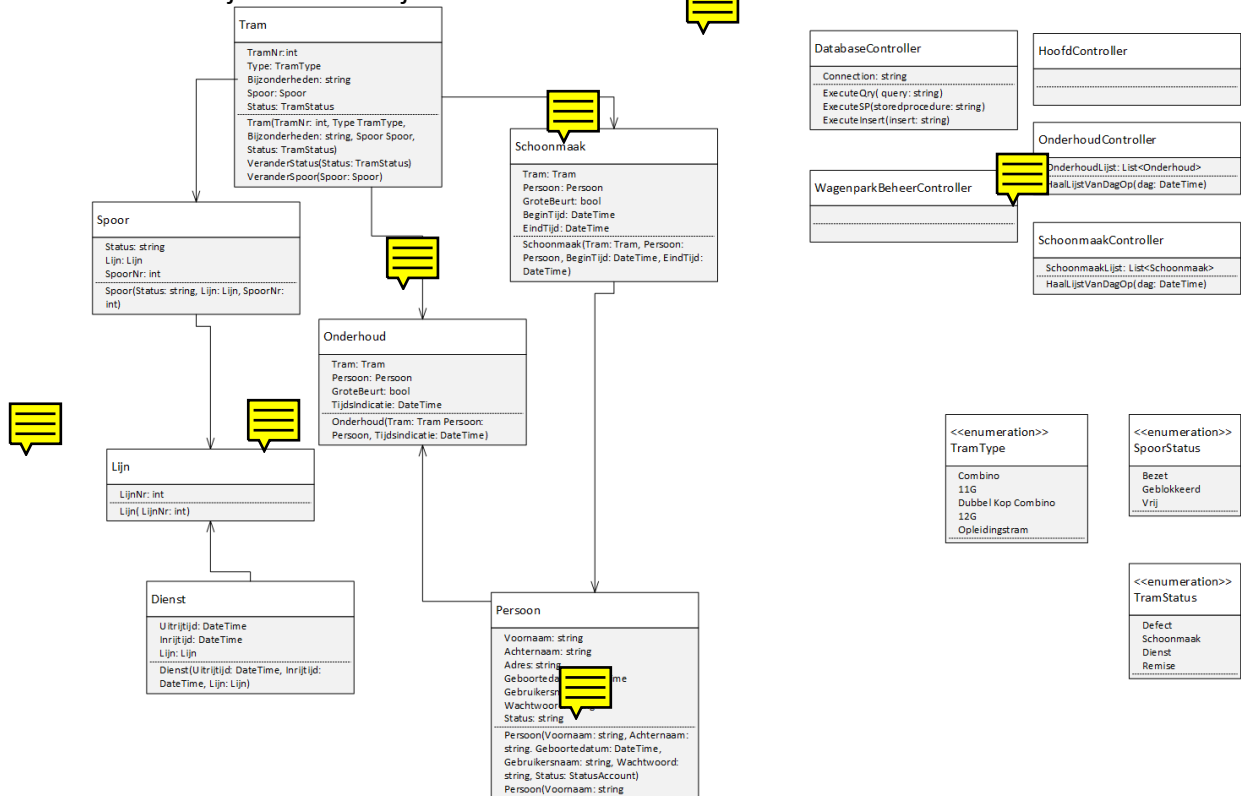 Tram
TramNr:int
Type: TramType
Bijzonderheden: string
Spoor: Spoor
Status: TramStatus
Tram(TramNr: int, Type TramType,
Bijzonderheden: string, Spoor Spoor,
Status: TramStatus)
VeranderStatus(Status: TramStatus)
VeranderSpoor(Spoor: Spoor)
Schoonmaak
Tram: Tram
Persoon: Persoon
GroteBeurt: bool
BeginTijd: DateTime
EindTijd: DateTime
Schoonmaak(Tram: Tram, Persoon:
Persoon, BeginTijd: DateTime, EindTijd:
DateTime)
Spoor
Status: string
Lijn: Lijn
SpoorNr: int
Spoor(Status: string, Lijn: Lijn, SpoorNr:
int)
Onderhoud
Tram: Tram
Persoon: Persoon
GroteBeurt: bool
TijdsIndicatie: DateTime
Onderhoud(Tram: Tram Persoon:
Persoon, Tijdsindicatie: DateTime)
Lijn
LijnNr: int
Lijn( LijnNr: int)
Dienst
Uitrijtijd: DateTime
Inrijtijd: DateTime
Lijn: Lijn
Dienst(Uitrijtijd: DateTime, Inrijtijd:
DateTime, Lijn: Lijn)
Persoon
Voornaam: string
Achternaam: string
Adres: string
Status: string
Persoon(Voornaam: string, Achternaam:
string. Geboortedatum: DateTime,
Gebruikersnaam: string, Wachtwoord:
string, Status: StatusAccount)
Persoon(Voornaam: string
DatabaseController
Connection: string
ExecuteQry( query: string)
ExecuteSP(storedprocedure: string)
ExecuteInsert(insert: string)
HoofdController
OnderhoudController
OnderhoudLijst: List<Onderhoud>
HaalLijstVanDagOp(dag: DateTime)
WagenparkBeheerController
SchoonmaakController
SchoonmaakLijst: List<Schoonmaak>
HaalLijstVanDagOp(dag: DateTime)
<<enumeration>>
TramType
Combino
11G
Dubbel Kop Combino
12G
Opleidingstram
<<enumeration>>
SpoorStatus
Bezet
Geblokkeerd
Vrij
<<enumeration>>
TramStatus
Defect
Schoonmaak
Dienst
Remise